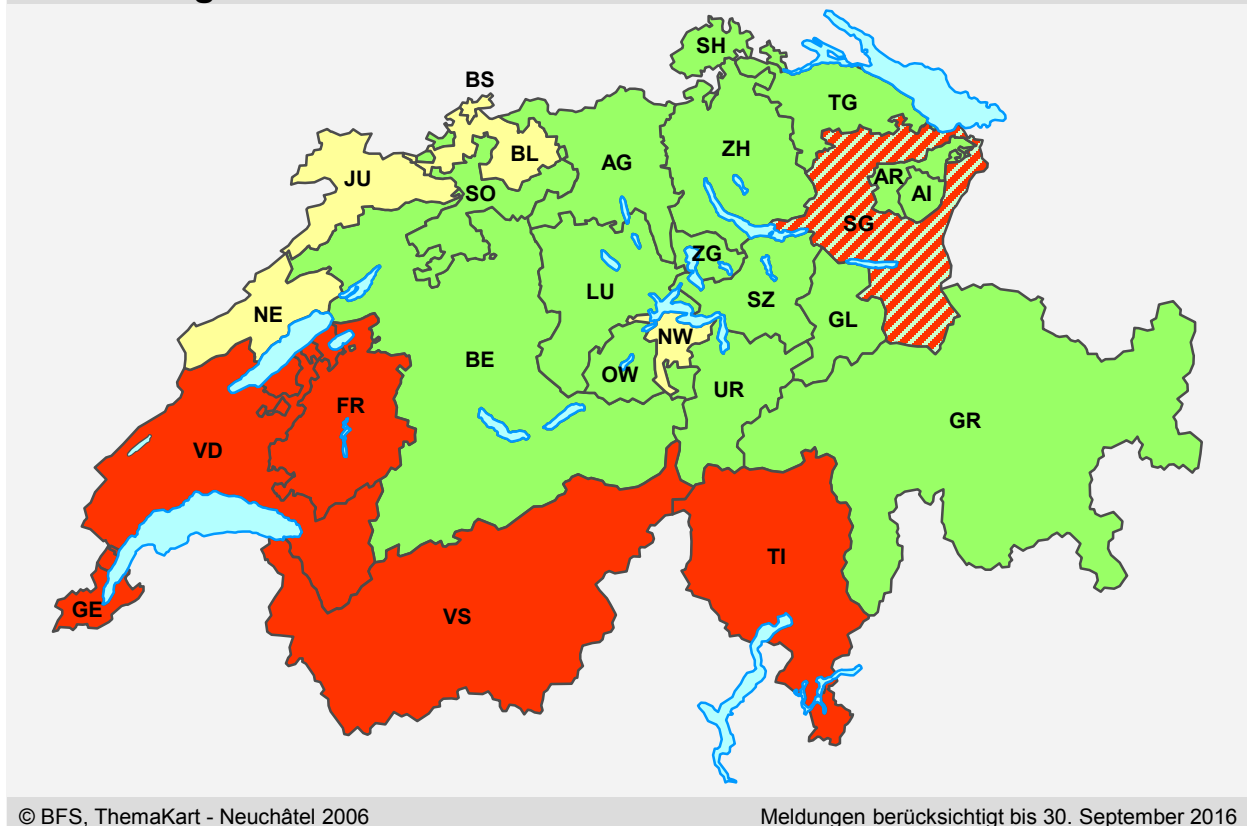 SH
BS
TG
BL
ZH
AG
JU
AR
AI
SO
SG
ZG
LU
SZ
NE
GL
NW
BE
OW
UR
FR
GR
VD
TI
GE
VS
© BFS, ThemaKart - Neuchâtel 2006
Meldungen berücksichtigt bis 30. September 2016